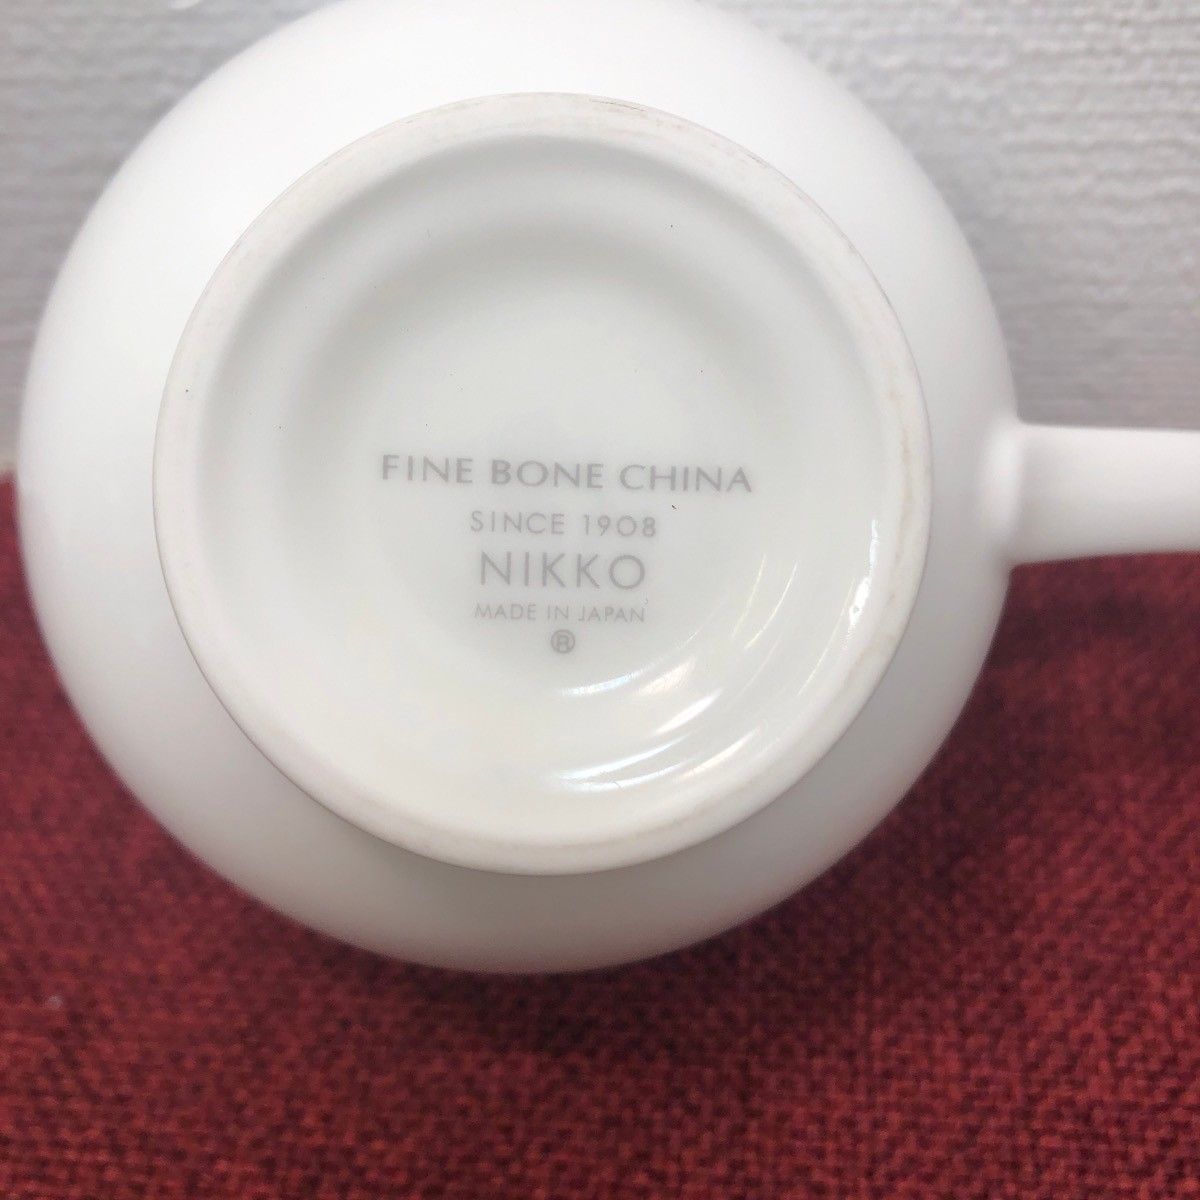 FINE BONE CHINA
SINCE 1908
NIKKO
MADE IN JAPAN
®